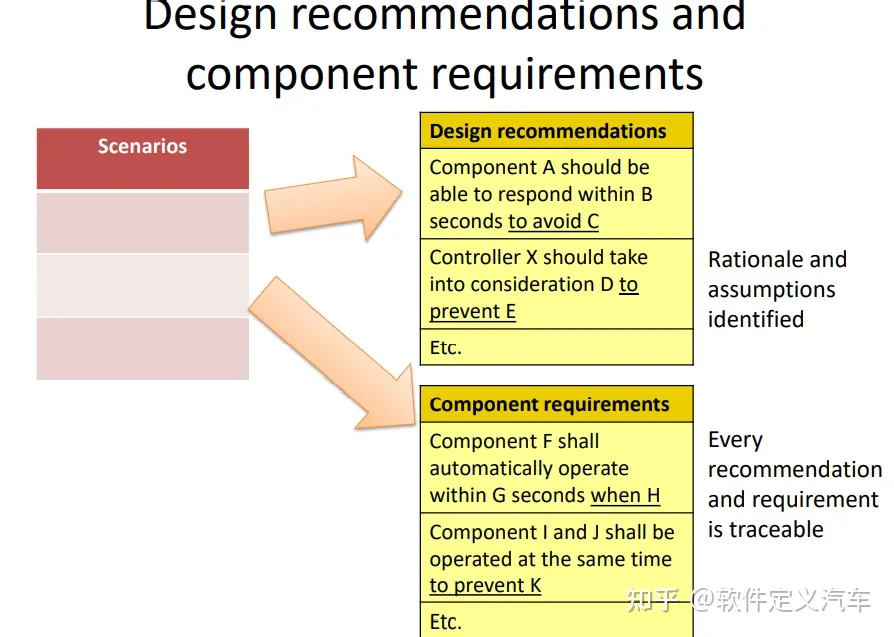 Design recommendations and
component requirements
Scenarios
Design recommendations
Component A should be
able to respond within B
seconds to avoid C
Controller X should take
into consideration D to
prevent E
Etc.
Rationale and
assumptions
identified
Component requirements
Component F shall
automatically operate
within G seconds when H
Component I and J shall be
operated at the same time
to prevent K
Etc.
Every
recommendation
and requirement
is traceable
知乎 @软件定义汽车